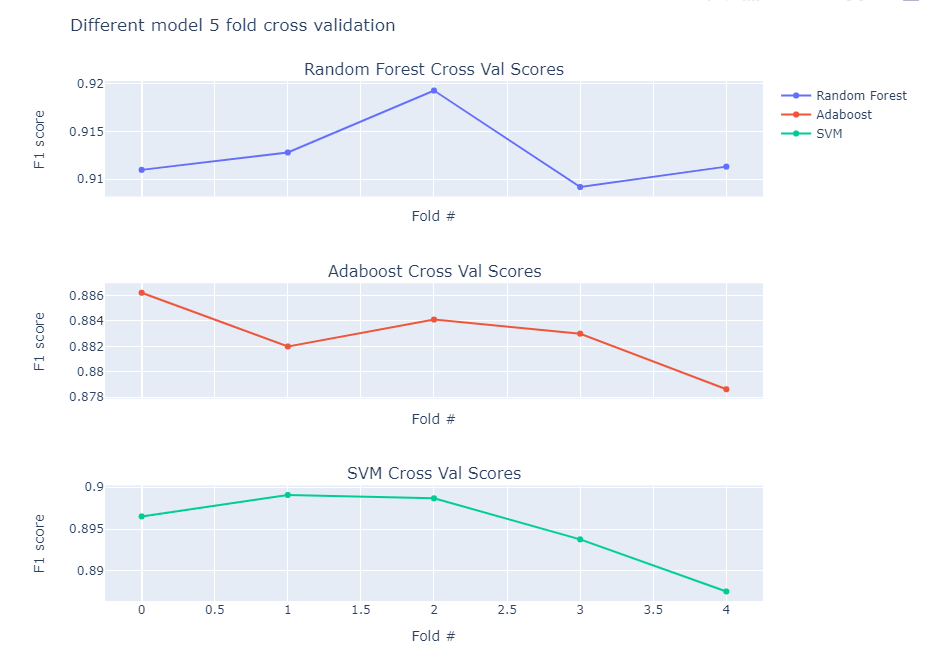 Different model 5 fold cross validation
Random Forest Cross Val Scores
0.92
0.915
0.91
F1 score
Fold #
Random Forest
Adaboost
SVM
Adaboost Cross Val Scores
0.886
0.884
0.882
0.88
0.878
F1 score
Fold #
SVM Cross Val Scores
0.9
0.895
0.89
F1 score
0 0.5 1 1.5 2 2.5 3 3.5 4
Fold #